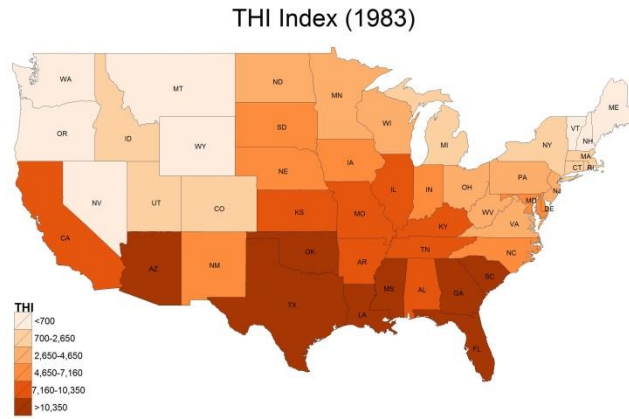 THI Index (1983)
WA
MT
ND
MN
ME
OR
ID
WY
SD
WI
MI
NY
VT
NH
MA
CT
RI
NV
UT
CO
NE
IA
IL
IN
OH
PA
NJ
MD
DE
CA
KS
MO
KY
WV
VA
AZ
NM
OK
AR
TN
NC
TX
LA
MS
AL
GA
SC
FL
THI
<700
700-2,650
2,650-4,650
4,650-7,160
7,160-10,350
>10,350